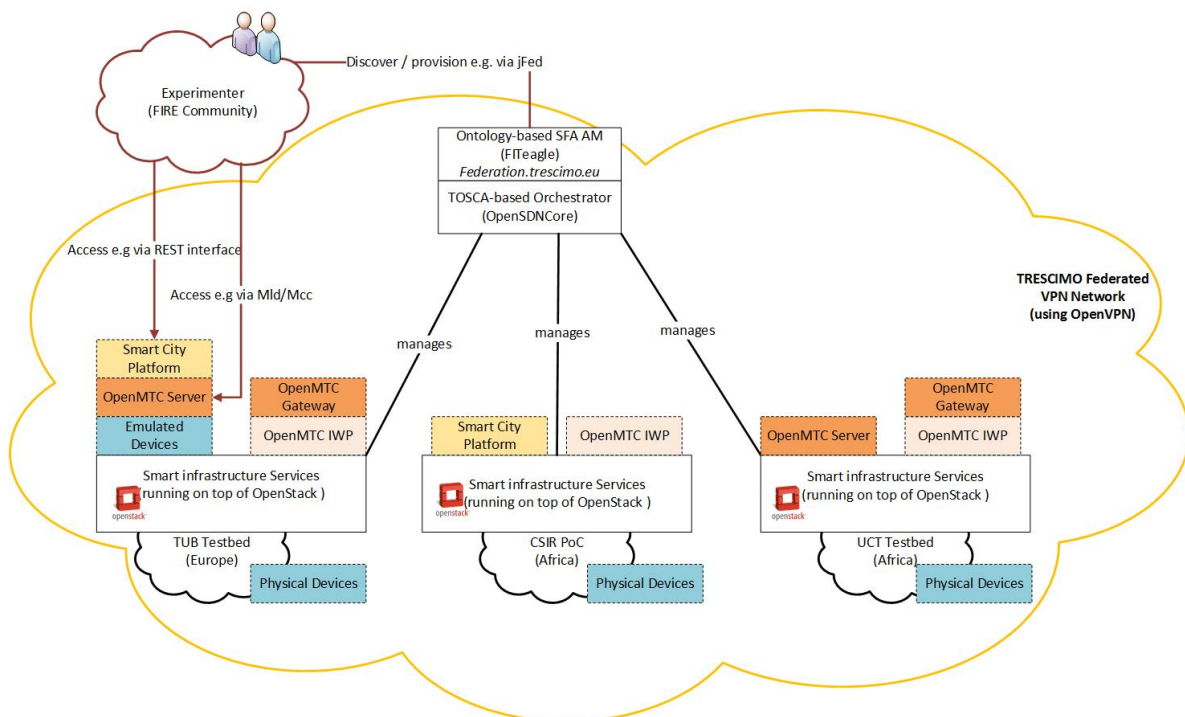 Discover / provision e.g. via jFed
Experimenter
(FIRE Community)
Ontology-based SFA AM
(FITeagle)
Federation.trescimo.eu
TOSCA-based Orchestrator
(OpenSDNCore)
Access e.g via REST interface
Access e.g via Mld/Mcc
TRESCIMO Federated
VPN Network
(using OpenVPN)
manages
manages
manages
Smart City
Platform
OpenMTC Server
Emulated
Devices
OpenMTC
Gateway
OpenMTC IWP
Smart infrastructure Services
(running on top of OpenStack )
openstack
TUB Testbed
(Europe)
Physical Devices
Smart City
Platform
OpenMTC IWP
Smart infrastructure Services
(running on top of OpenStack )
openstack
CSIR PoC
(Africa)
Physical Devices
OpenMTC Server
OpenMTC
Gateway
OpenMTC IWP
Smart infrastructure Services
(running on top of OpenStack )
openstack
UCT Testbed
(Africa)
Physical Devices